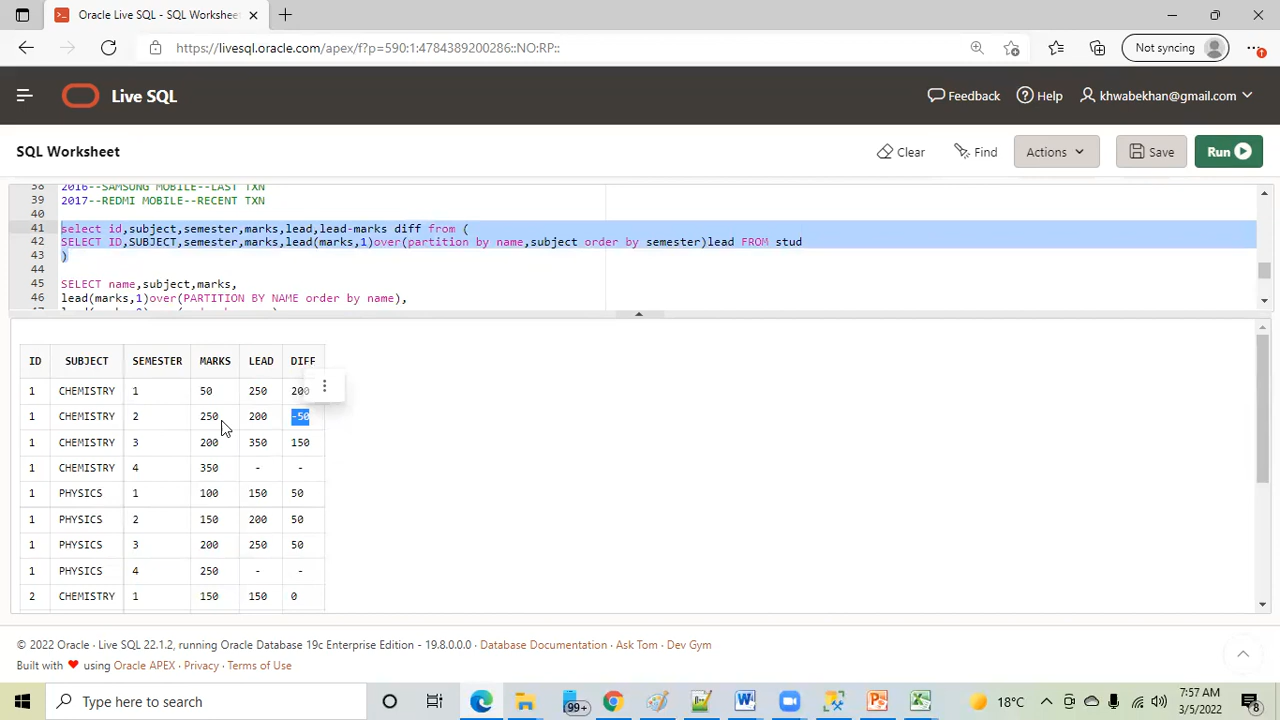 Oracle Live SQL - SQL Workshee
https://livesql.oracle.com/apex/f?p=590:1:4784389200286::NO:RP::
Not syncing
Live SQL
Feedback
Help
khwabekhan@gmail.com
SQL Worksheet
Clear
Find
Actions
Save
Run
38 2016--SAMSUNG MOBILE--LAST TXN
39 2017--REDMI MOBILE--RECENT TXN
40
41 select id,subject,semester,marks,lead,lead-marks diff from (
42 SELECT ID,SUBJECT,semester,marks,lead(marks,1)over(partition by name,subject order by semester)lead FROM stud
43 )
44
45 SELECT name,subject,marks,
46 lead(marks,1)over(PARTITION BY NAME order by name),
ID SUBJECT SEMESTER MARKS LEAD DIFF
1 CHEMISTRY 1 50 250 200
1 CHEMISTRY 2 250 200 -50
1 CHEMISTRY 3 200 350 150
1 CHEMISTRY 4 350 - -
1 PHYSICS 1 100 150 50
1 PHYSICS 2 150 200 50
1 PHYSICS 3 200 250 50
1 PHYSICS 4 250 - -
2 CHEMISTRY 1 150 150 0
© 2022 Oracle - Live SQL 22.1.2, running Oracle Database 19c Enterprise Edition - 19.8.0.0.0 - Database Documentation - Ask Tom - Dev Gym
Built with ❤ using Oracle APEX - Privacy - Terms of Use
Type here to search
99+
18°C
7:57 AM
3/5/2022
8